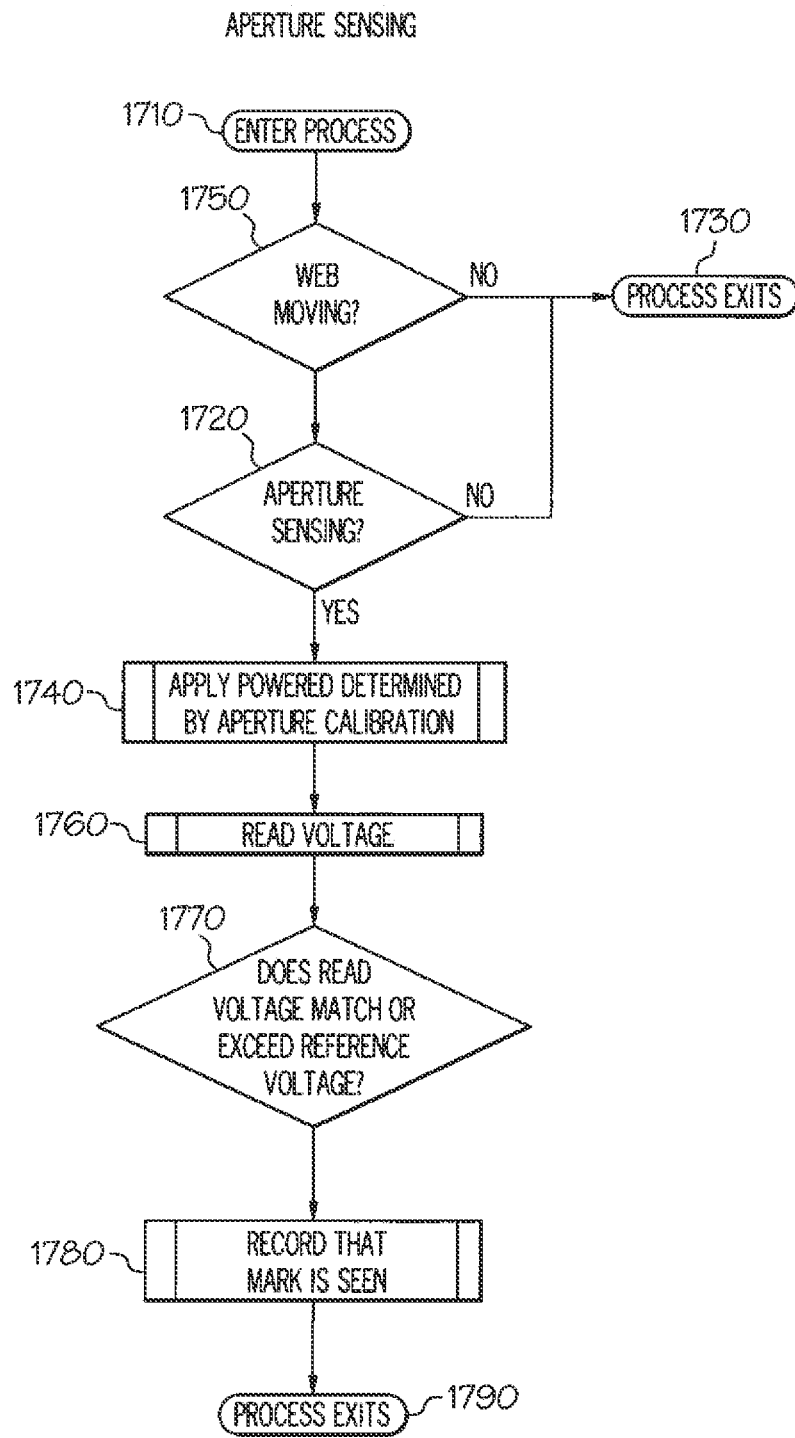 APERTURE SENSING
1710
ENTER PROCESS
1750
WEB
MOVING?
NO
1730
PROCESS EXITS
1720
APERTURE
SENSING?
NO
YES
1740
APPLY POWERED DETERMINED
BY APERTURE CALIBRATION
1760
READ VOLTAGE
1770
DOES READ
VOLTAGE MATCH OR
EXCEED REFERENCE
VOLTAGE?
1780
RECORD THAT
MARK IS SEEN
PROCESS EXITS
1790